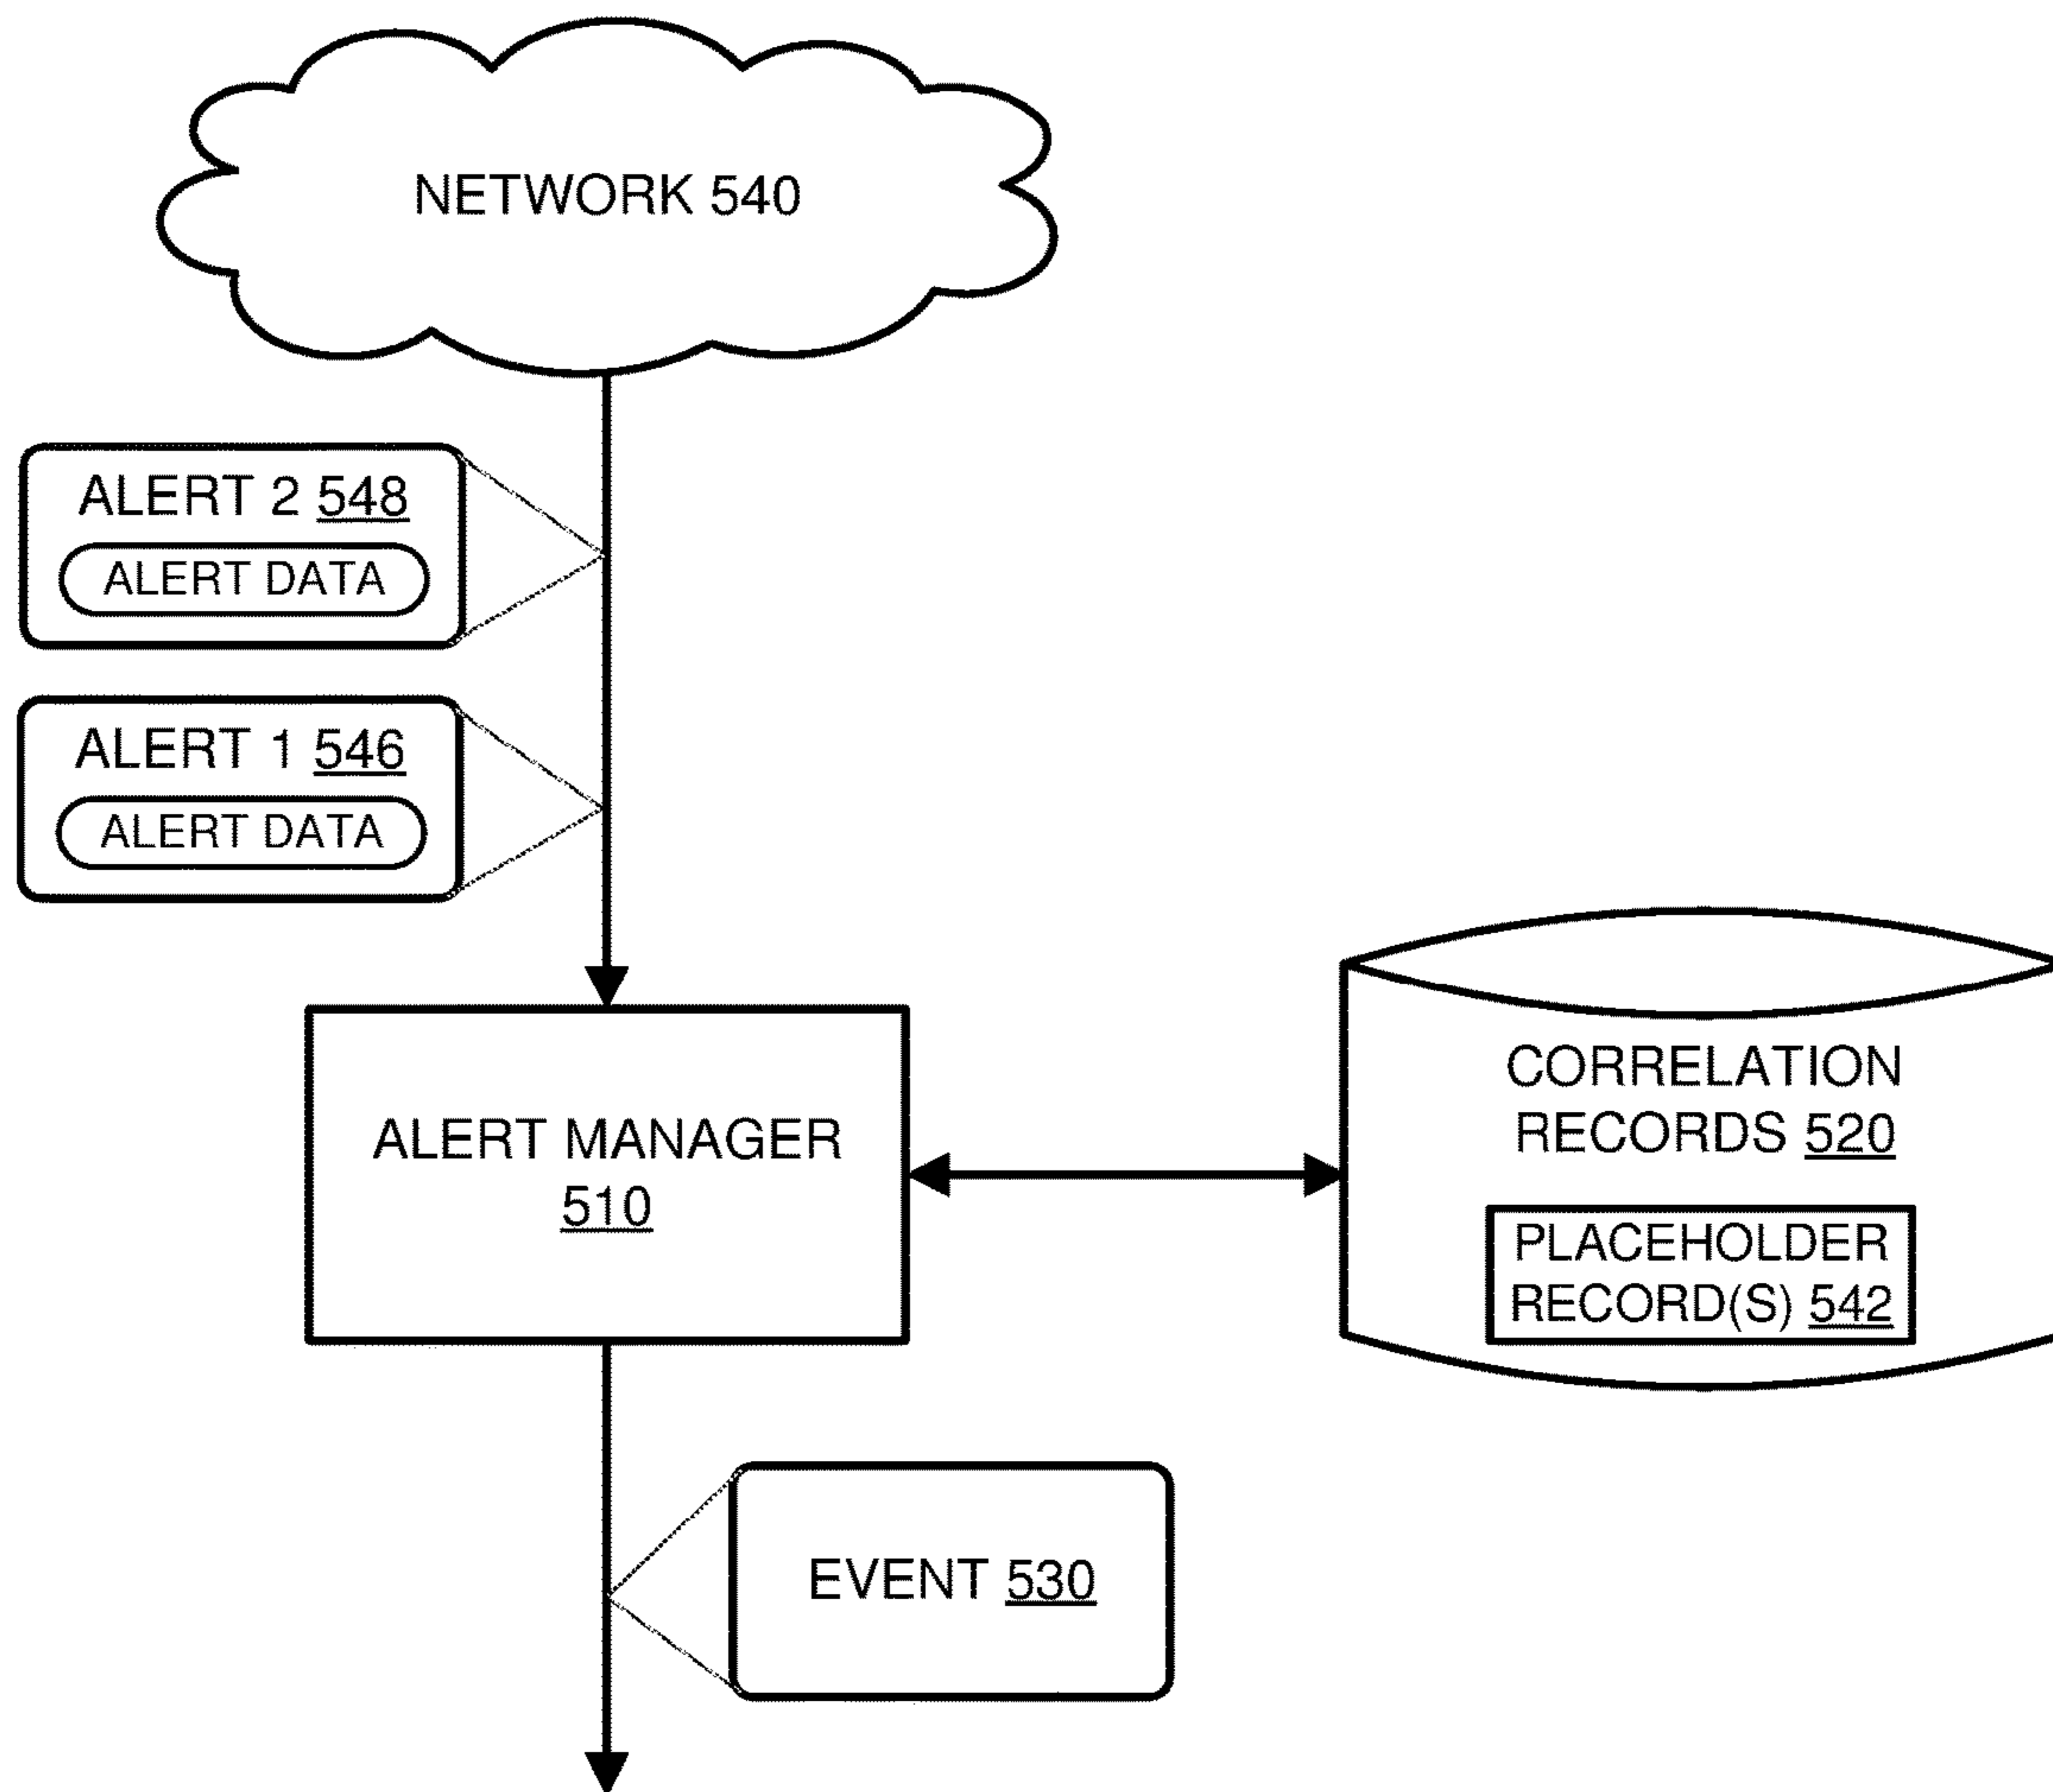 NETWORK 540
ALERT 2 548
ALERT DATA
ALERT 1 546
ALERT DATA
ALERT MANAGER
510
CORRELATION
RECORDS 520
PLACEHOLDER
RECORD(S) 542
EVENT 530